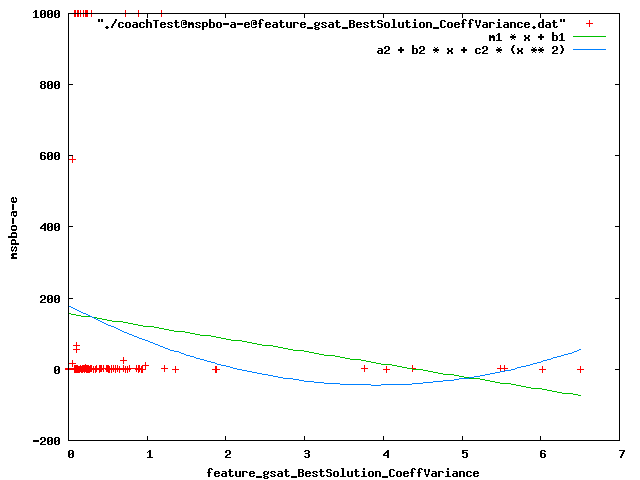 "./coachTest@mspbo-a-e@feature_gsat_BestSolution_CoeffVariance.dat"
m1 * x + b1
a2 + b2 * x + c2 * (x ** 2)
1000
800
600
400
200
0
-200
mspbo-a-e
0 1 2 3 4 5 6 7
feature_gsat_BestSolution_CoeffVariance